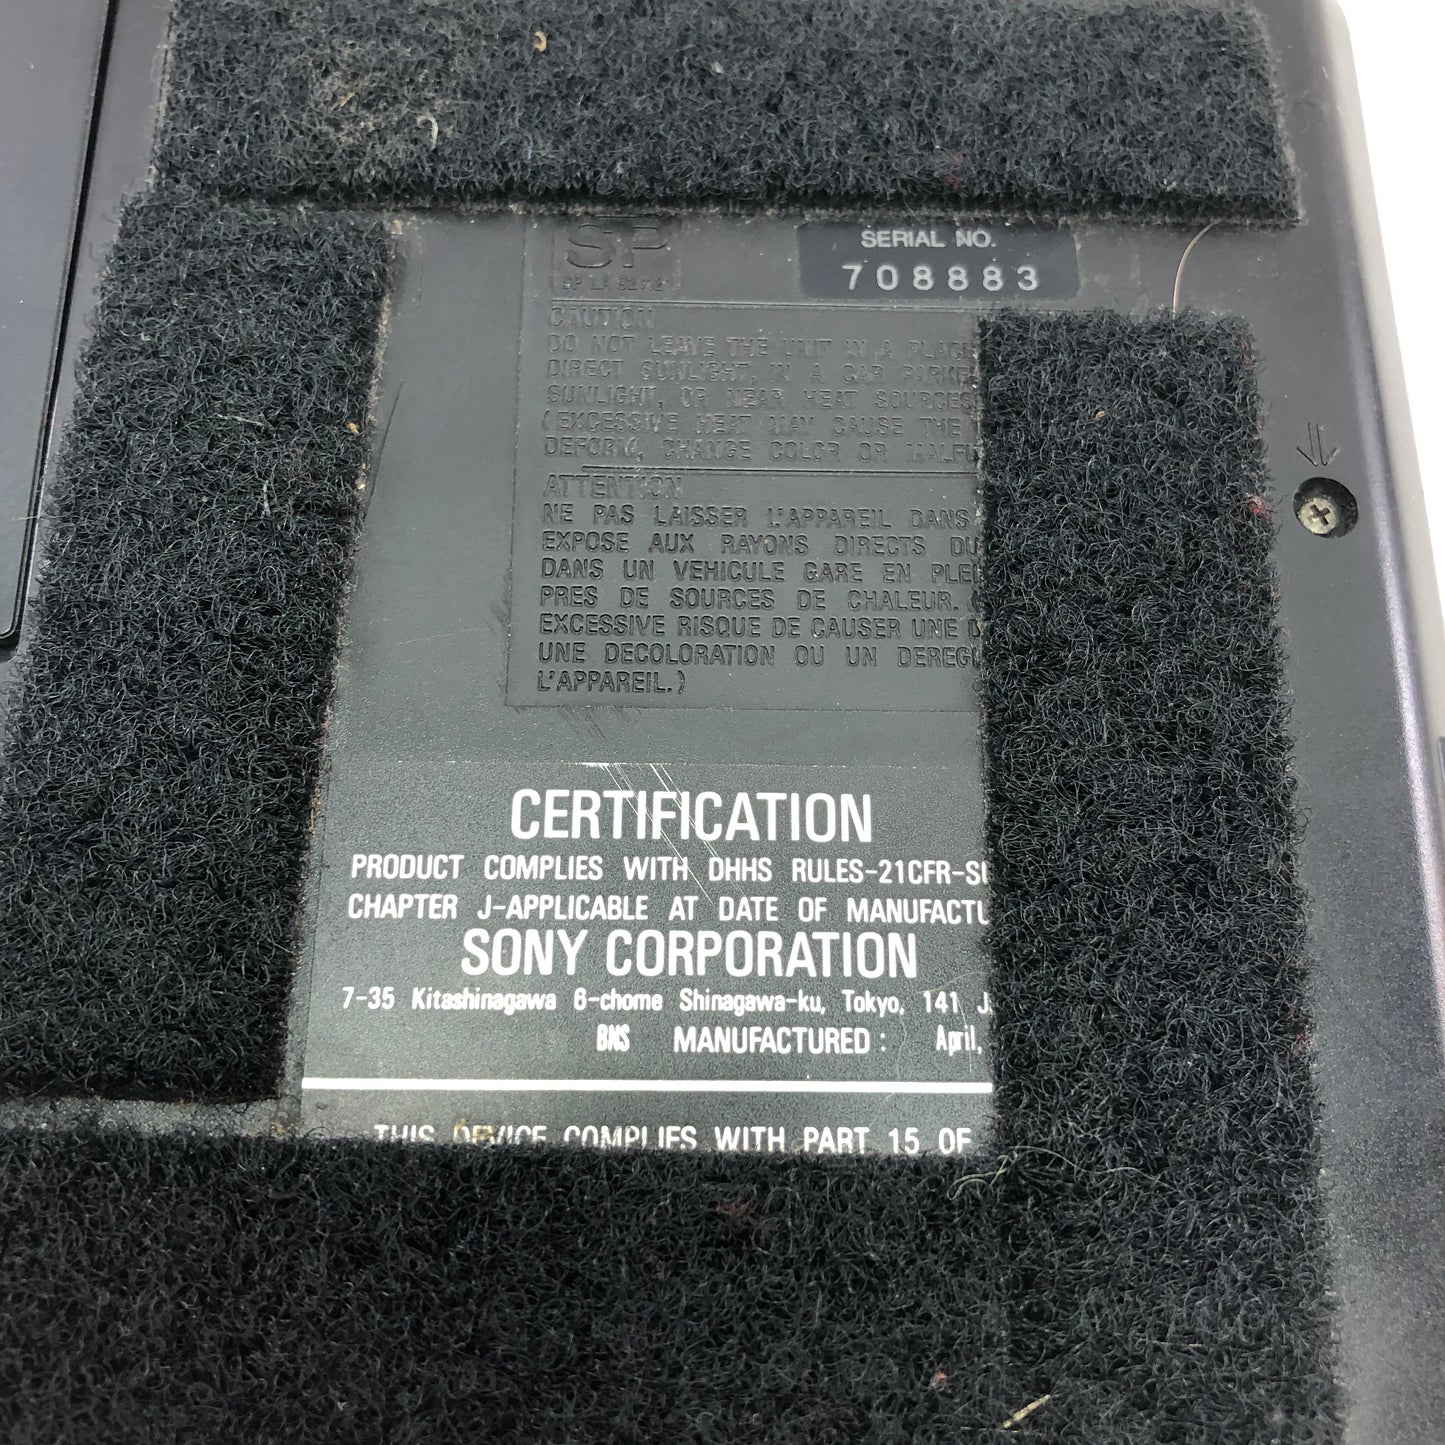 SP
SERIAL NO.
708883
CAUTION
DO NOT LEAVE THE UNIT IN A PLACE
DIRECT SUNLIGHT, IN A CAR PARKE
SUNLIGHT, OR NEAR HEAT SOURCES
(EXCESSIVE HEAT MAY CAUSE THE
DEFORM, CHANGE COLOR OR MALFU
ATTENTION
NE PAS LAISSER L'APPAREIL DANS
EXPOSE AUX RAYONS DIRECTS DU
DANS UN VEHICULE GARE EN PLEI
PRES DE SOURCES DE CHALEUR.
EXCESSIVE RISQUE DE CAUSER UNE D
UNE DECOLORATION OU UN DEREGL
L'APPAREIL.)
CERTIFICATION
PRODUCT COMPLIES WITH DHHS RULES-21CFR-SU
CHAPTER J-APPLICABLE AT DATE OF MANUFACTU
SONY CORPORATION
7-35 Kitashinagawa 6-chome Shinagawa-ku, Tokyo, 141 J
BMS MANUFACTURED: April,
THIS DEVICE COMPLIES WITH PART 15 OF